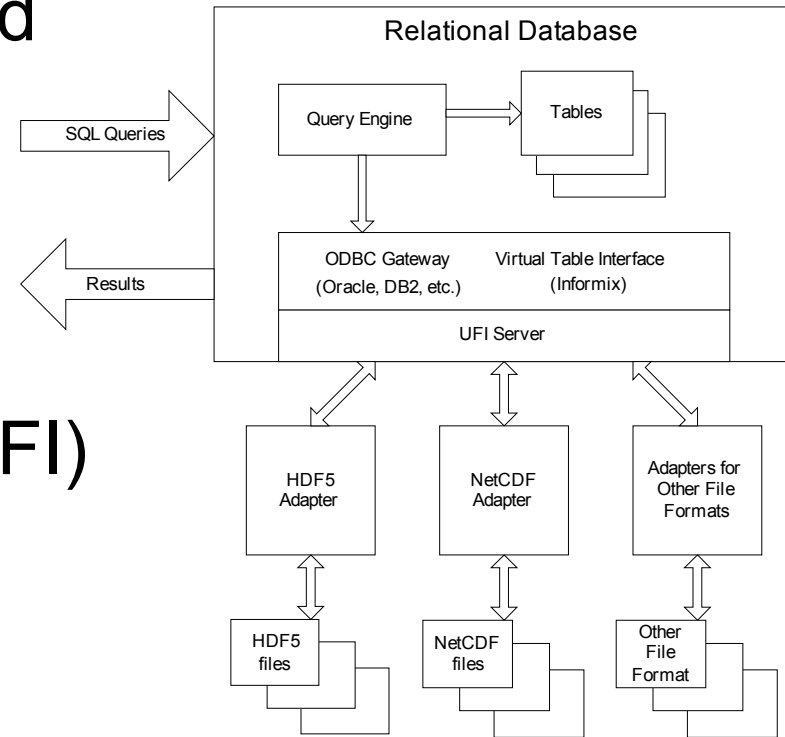 d
Relational Database
SQL Queries
Query Engine
Tables
ODBC Gateway
(Oracle, DB2, etc.)
Virtual Table Interface
(Informix)
Results
UFI Server
FI)
HDF5
Adapter
NetCDF
Adapter
Adapters for
Other File
Formats
HDF5
files
NetCDF
files
Other
File
Format